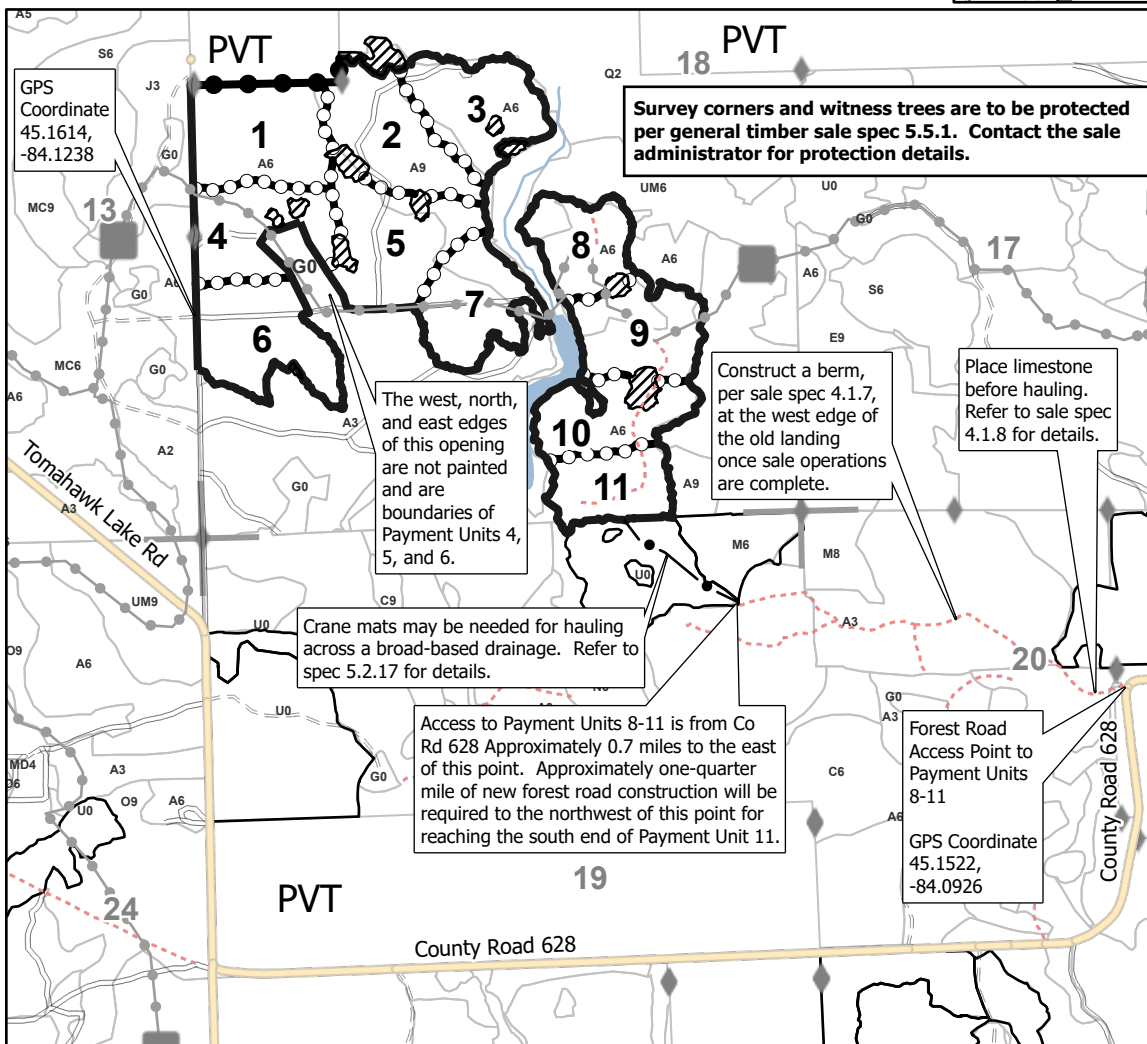 A5
S6
PVT
PVT
18
Q2
J3
GPS
Coordinate
45.1614,
-84.1238
3
A6
Survey corners and witness trees are to be protected
per general timber sale spec 5.5.1. Contact the sale
administrator for protection details.
1
2
G0
A6
A9
UM6
U0
MC9
13
4
5
8
A6
A6
G0
17
G0
A6
S6
A6
G0
7
9
E9
6
MC6
G0
A6
A3
A2
G0
The west, north,
and east edges
of this opening
are not painted
and are
boundaries of
Payment Units 4,
5, and 6.
Construct a berm,
per sale spec 4.1.7,
at the west edge of
the old landing
once sale operations
are complete.
Place limestone
before hauling.
Refer to sale spec
4.1.8 for details.
10
A6
11
A9
Tomahawk Lake Rd
A3
M6
M8
U0
C9
UM9
U0
A3
O9
A6
Crane mats may be needed for hauling
across a broad-based drainage. Refer to
spec 5.2.17 for details.
20
U0
G0
A3
MD4
A3
G0
O9
A6
U0
C6
A6
Access to Payment Units 8-11 is from Co
Rd 628 Approximately 0.7 miles to the east
of this point. Approximately one-quarter
mile of new forest road construction will be
required to the northwest of this point for
reaching the south end of Payment Unit 11.
Forest Road
Access Point to
Payment Units
8-11
GPS Coordinate
45.1522,
-84.0926
County Road 628
19
PVT
24
County Road 628